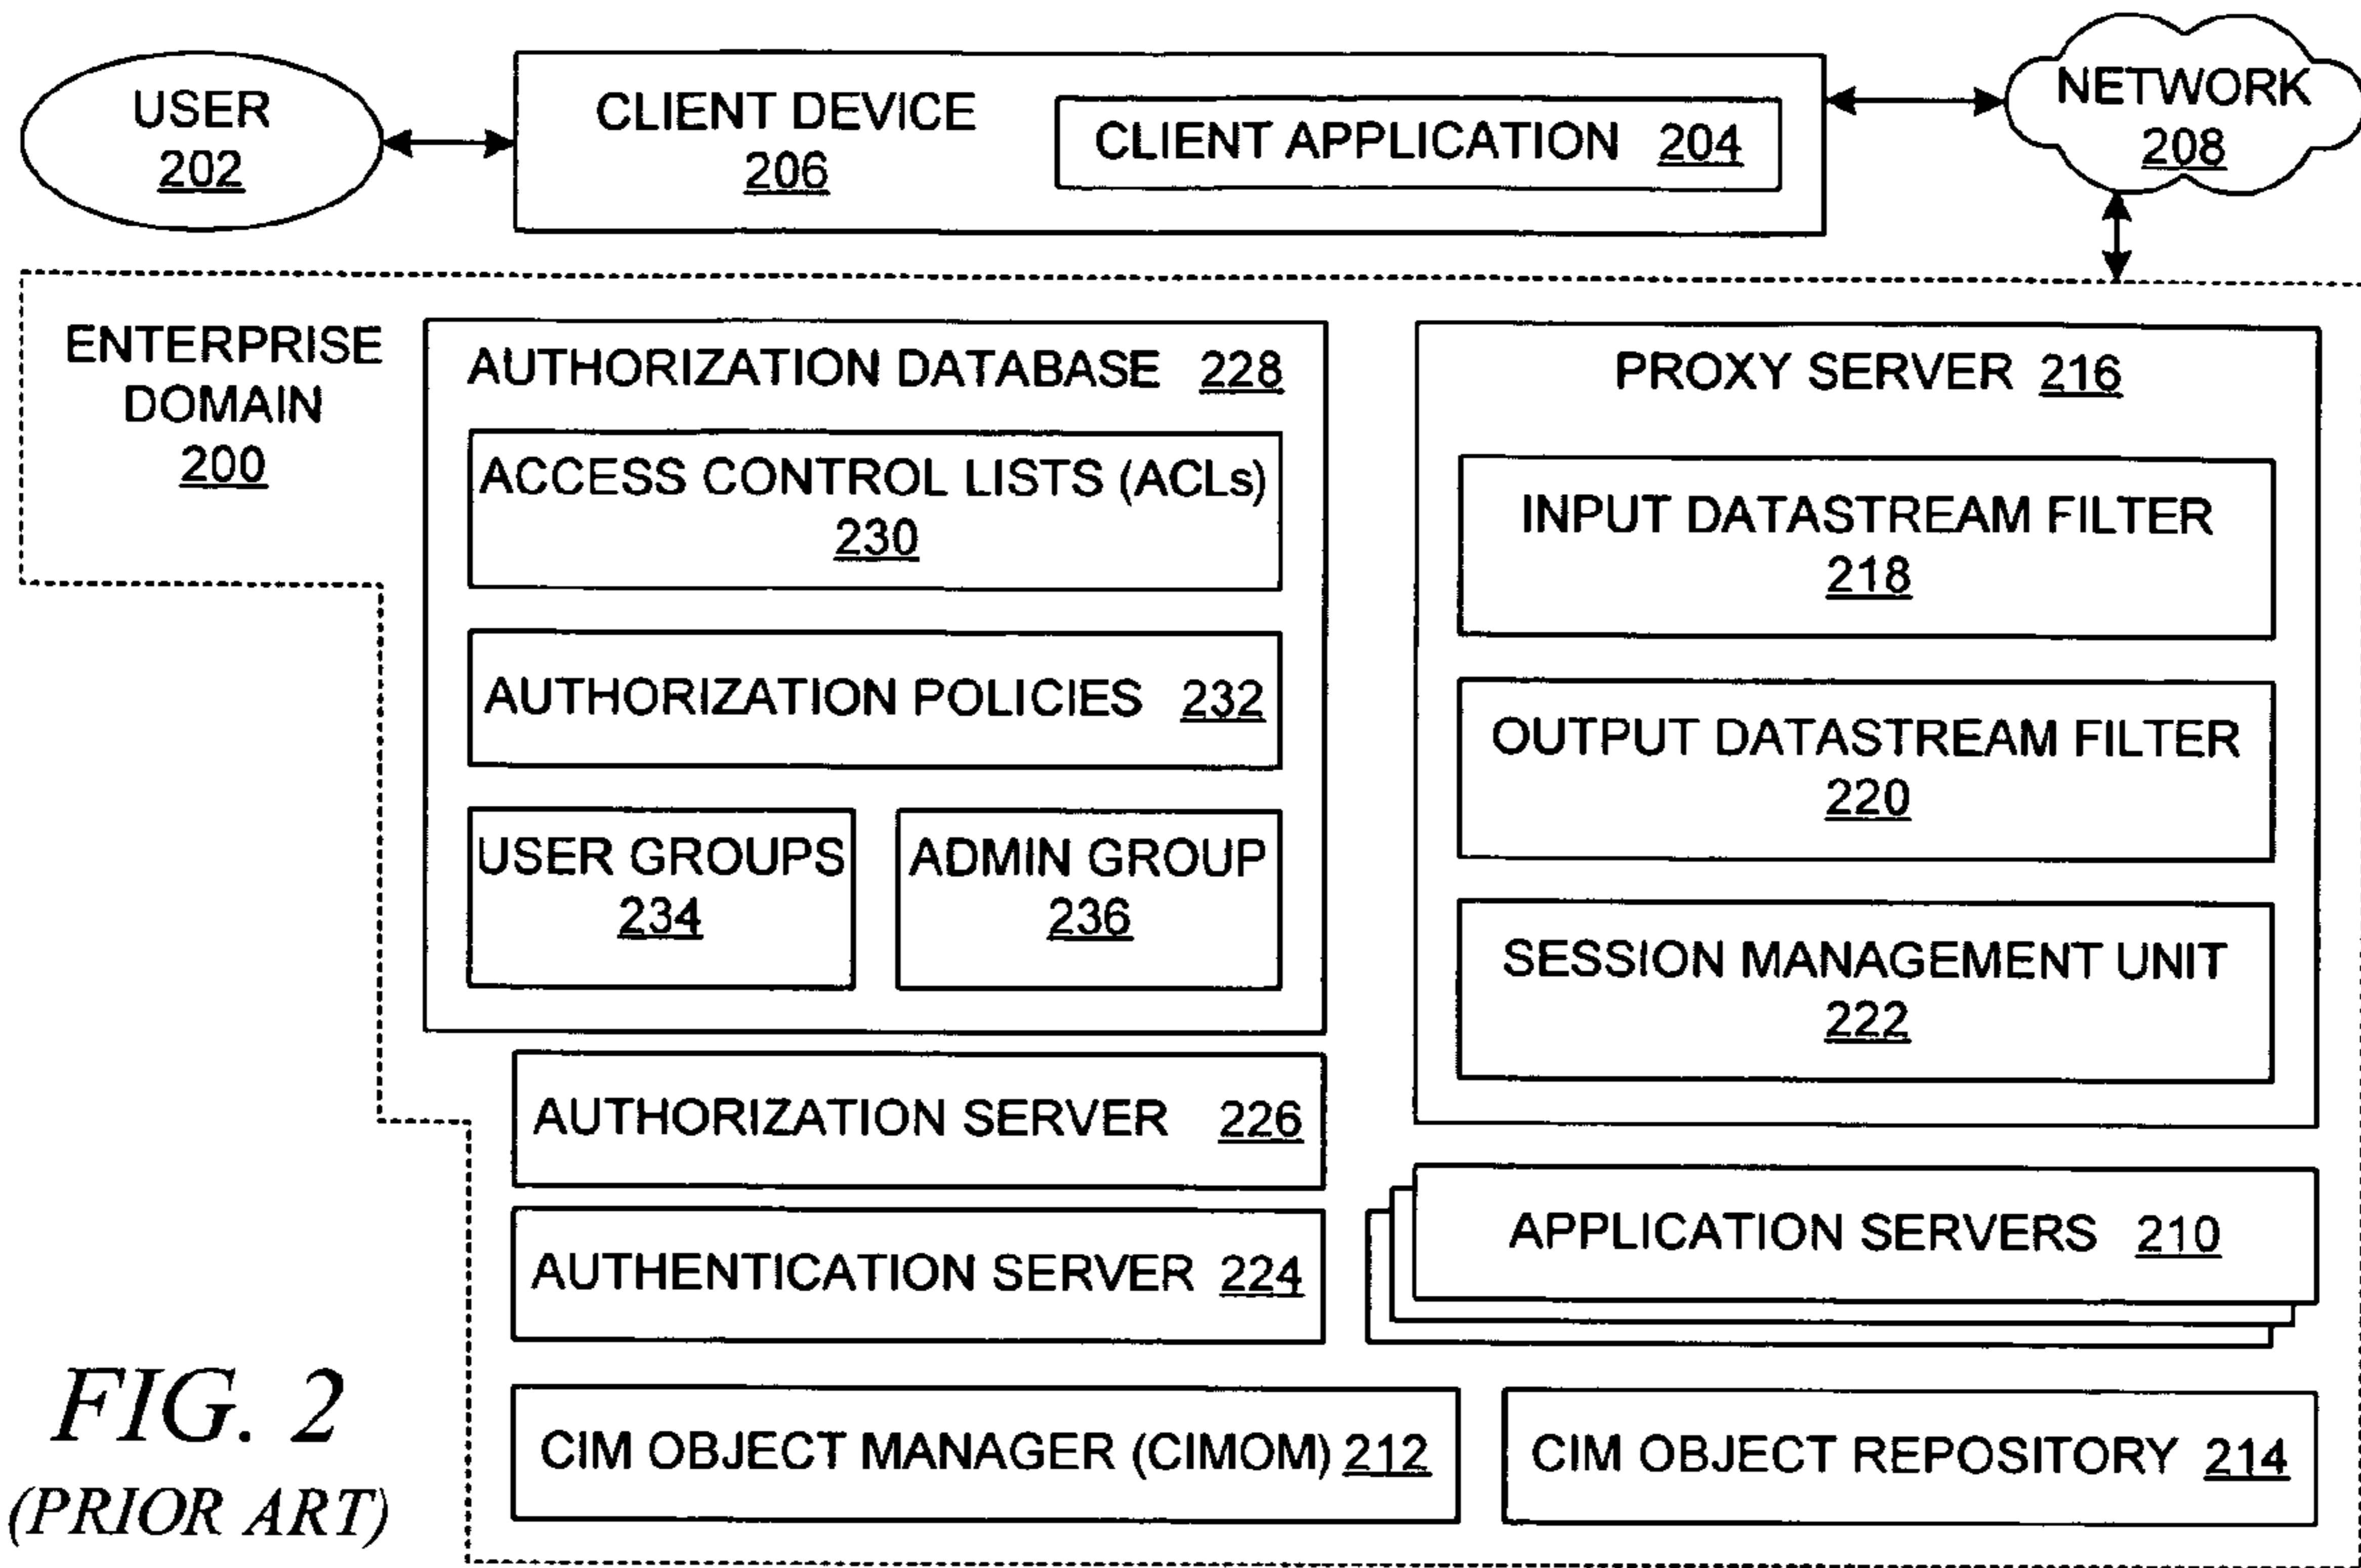 USER
202
CLIENT DEVICE
206
CLIENT APPLICATION 204
NETWORK
208
ENTERPRISE
DOMAIN
200
AUTHORIZATION DATABASE 228
ACCESS CONTROL LISTS (ACLs)
230
AUTHORIZATION POLICIES 232
USER GROUPS
234
ADMIN GROUP
236
PROXY SERVER 216
INPUT DATASTREAM FILTER
218
OUTPUT DATASTREAM FILTER
220
SESSION MANAGEMENT UNIT
222
AUTHORIZATION SERVER 226
AUTHENTICATION SERVER 224
APPLICATION SERVERS 210
CIM OBJECT MANAGER (CIMOM) 212
CIM OBJECT REPOSITORY 214
FIG. 2
(PRIOR ART)